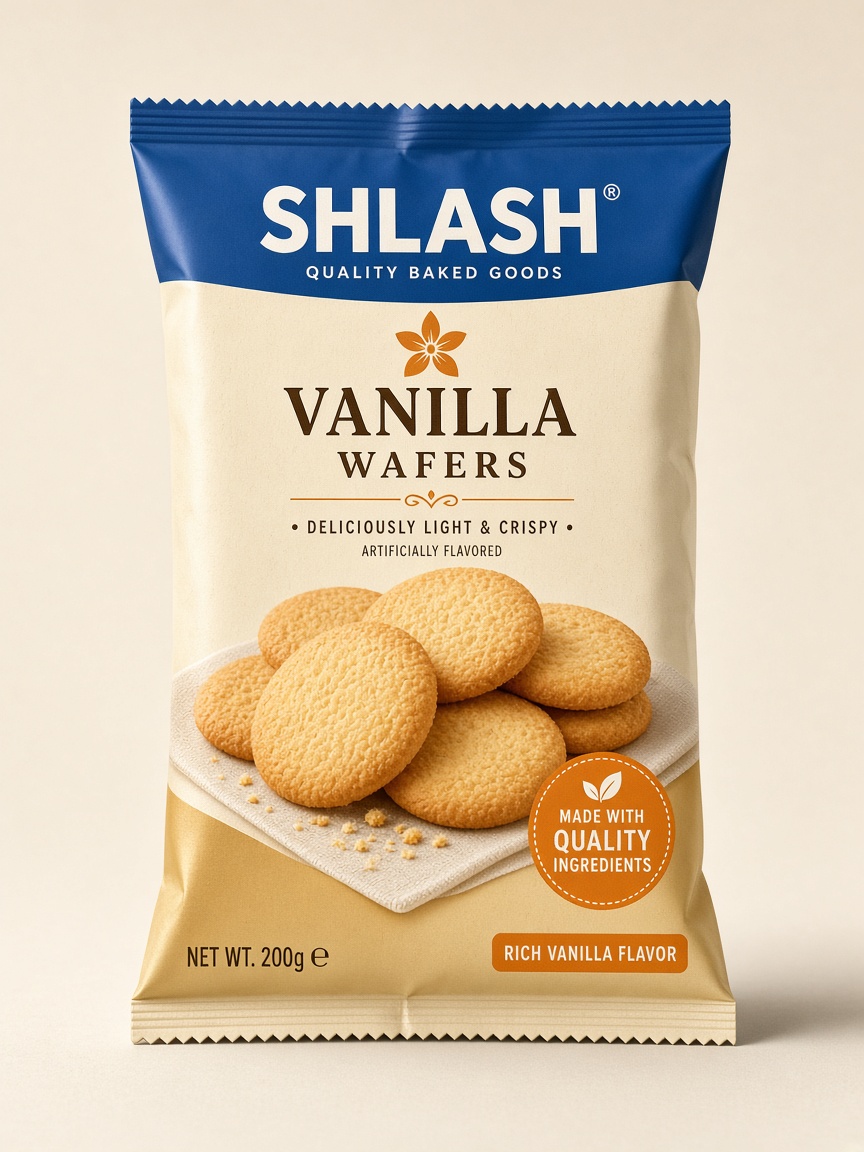 SHLASH®
QUALITY BAKED GOODS
VANILLA
WAFERS
• DELICIOUSLY LIGHT & CRISPY •
ARTIFICIALLY FLAVORED
MADE WITH
QUALITY
INGREDIENTS
NET WT. 200g ℮
RICH VANILLA FLAVOR